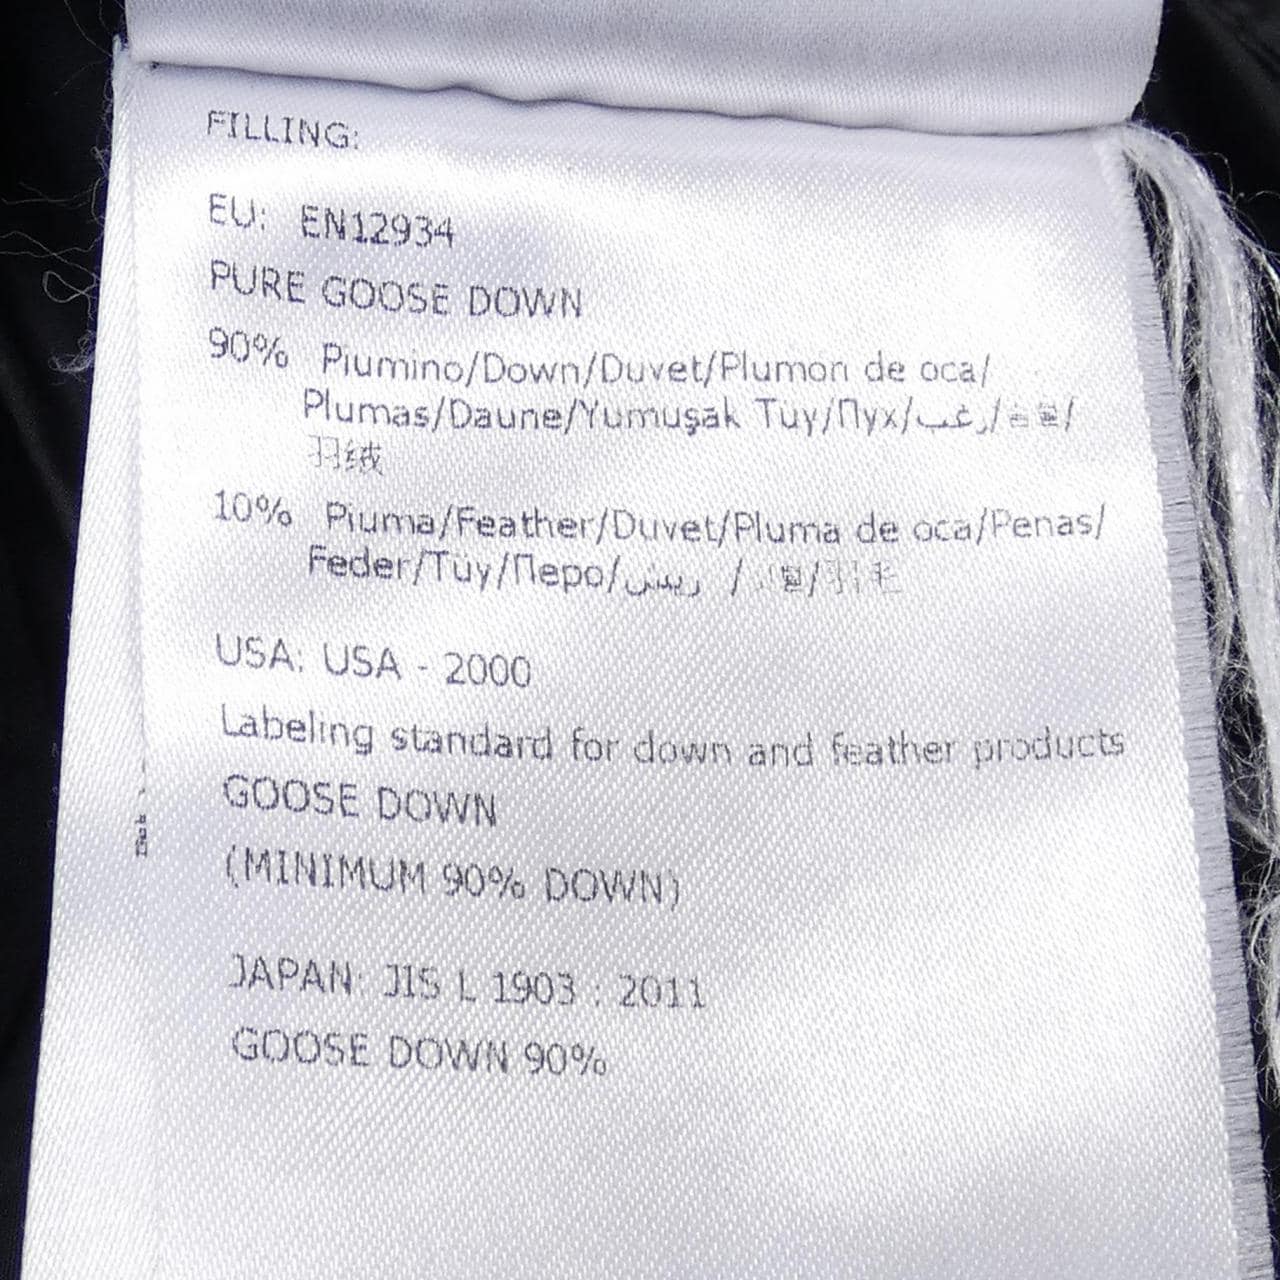 FILLING:
EU: EN12934
PURE GOOSE DOWN
90% Piumino/Down/Duvet/Plumon de oca/
Plumas/Daune/Yumuşak Tüy/Пух/زغب/
羽绒
10% Piuma/Feather/Duvet/Pluma de oca/Penas/
Feder/Tüy/Перо/ريش /羽毛
USA: USA - 2000
Labeling standard for down and feather products
GOOSE DOWN
(MINIMUM 90% DOWN)
JAPAN: JIS L 1903 : 2011
GOOSE DOWN 90%